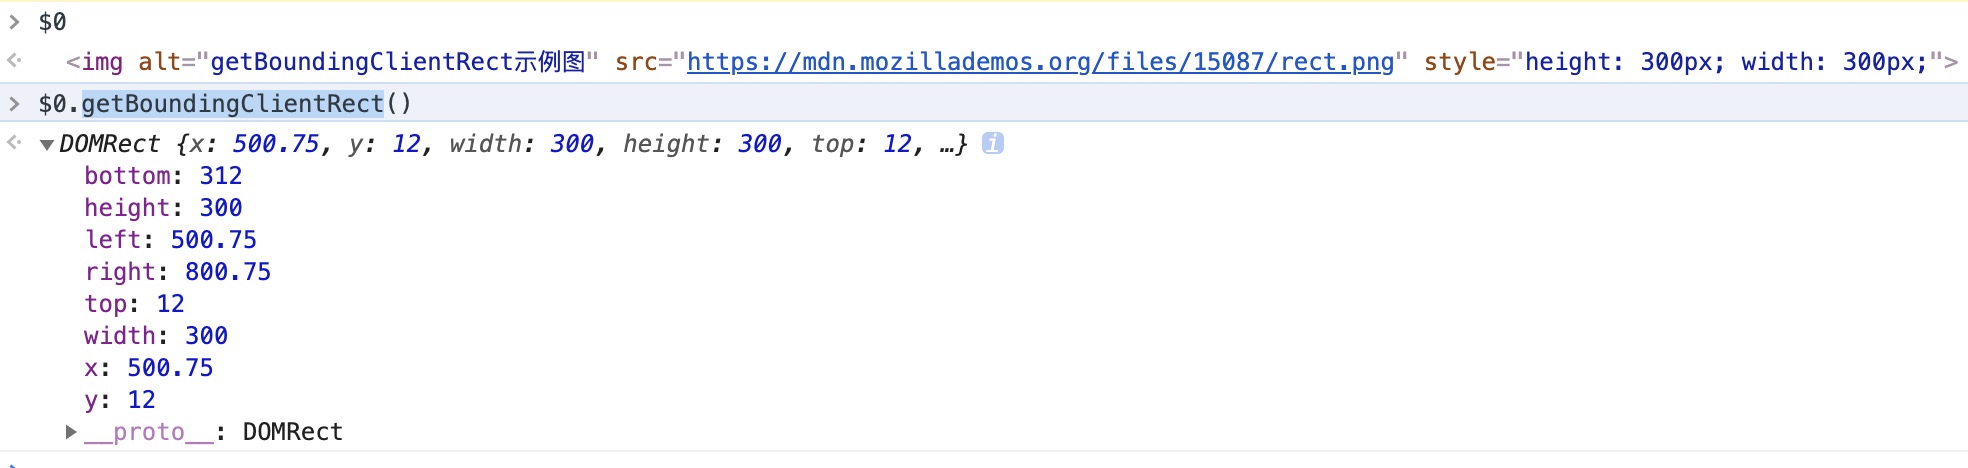 > $0
<· <img alt="getBoundingClientRect示例图" src="https://mdn.mozillademos.org/files/15087/rect.png" style="height: 300px; width: 300px;">
> $0.getBoundingClientRect()
<· ▼DOMRect {x: 500.75, y: 12, width: 300, height: 300, top: 12, …} i
bottom: 312
height: 300
left: 500.75
right: 800.75
top: 12
width: 300
x: 500.75
y: 12
▶ __proto__: DOMRect